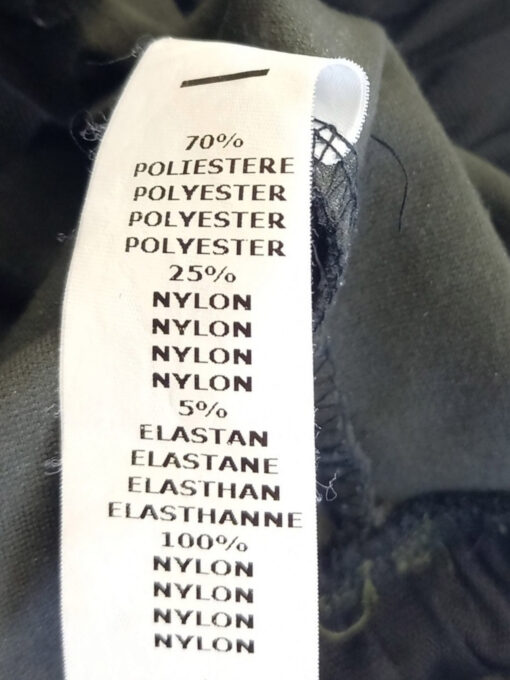 70%
POLIESTERE
POLYESTER
POLYESTER
POLYESTER
25%
NYLON
NYLON
NYLON
NYLON
5%
ELASTAN
ELASTANE
ELASTHAN
ELASTHANNE
100%
NYLON
NYLON
NYLON
NYLON